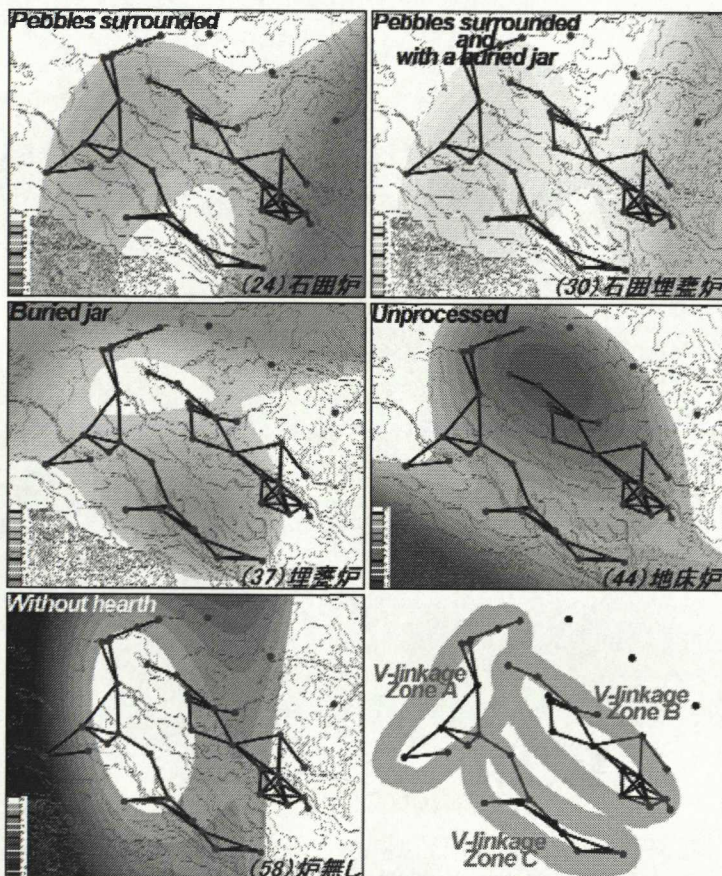 Pebbles surrounded
(24)石囲炉
Pebbles surrounded
and
with a buried jar
(30)石囲埋甕炉
Buried jar
(37)埋甕炉
Unprocessed
(44)地床炉
Without hearth
(58)炉無し
V-linkage
Zone A
V-linkage
Zone B
V-linkage
Zone C